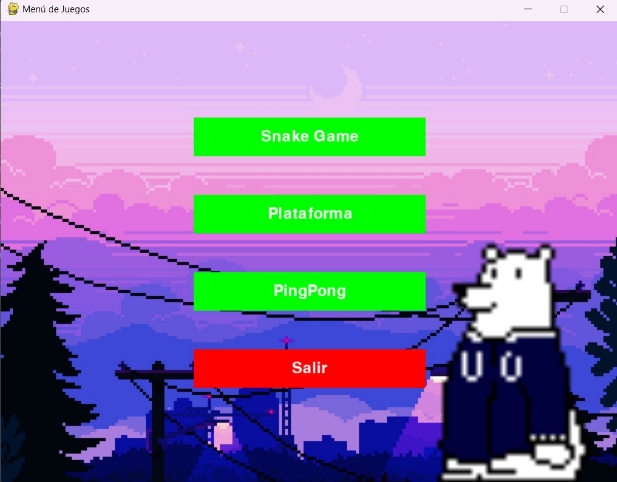 Menú de Juegos
Snake Game
Plataforma
PingPong
Salir